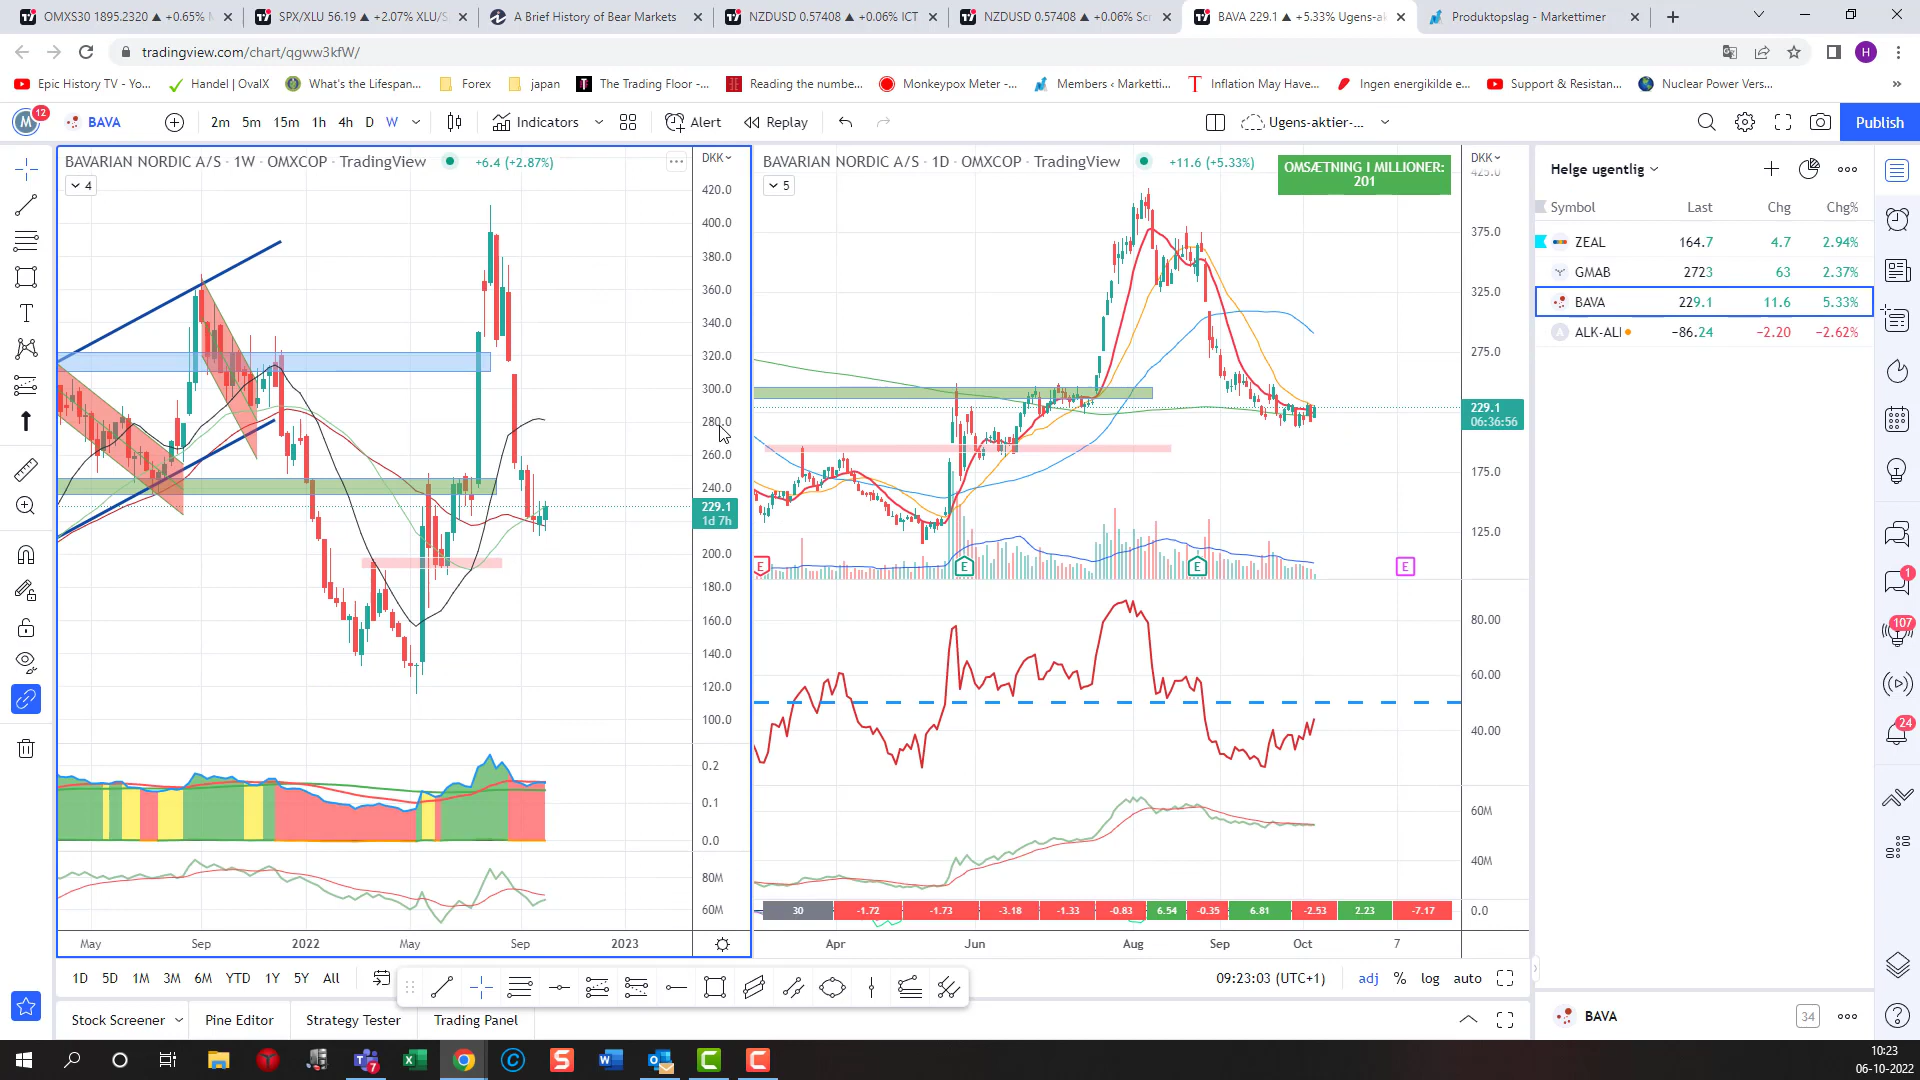 OMXS30 1895.2320 ▲ +0.65%
SPX/XLU 56.19 ▲ +2.07% XLU/S
A Brief History of Bear Markets
NZDUSD 0.57408 ▲ +0.06% ICT
NZDUSD 0.57408 ▲ +0.06% Scr
BAVA 229.1 ▲ +5.33% Ugens-ak
Produktopslag - Markettimer
tradingview.com/chart/qgww3kfW/
H
Epic History TV - Yo...
Handel | OvalX
What's the Lifespan...
Forex
japan
The Trading Floor -...
Reading the numbe...
Monkeypox Meter -...
Members ‹ Marketti...
Inflation May Have...
Ingen energikilde e...
Support & Resistan...
Nuclear Power Vers...
»
M 12
BAVA
2m 5m 15m 1h 4h D W
Indicators
Alert
Replay
Ugens-aktier-...
Publish
BAVARIAN NORDIC A/S · 1W · OMXCOP · TradingView
+6.4 (+2.87%)
4
DKK
420.0
400.0
380.0
360.0
340.0
320.0
300.0
280.0
260.0
240.0
229.1
1d 7h
200.0
180.0
160.0
140.0
120.0
100.0
0.2
0.1
0.0
80M
60M
May Sep 2022 May Sep 2023
BAVARIAN NORDIC A/S · 1D · OMXCOP · TradingView
+11.6 (+5.33%)
5
OMSÆTNING I MILLIONER:
201
DKK
425.0
375.0
325.0
275.0
229.1
06:36:56
175.0
125.0
E E E E
80.00
60.00
40.00
60M
40M
30 -1.72 -1.73 -3.18 -1.33 -0.83 6.54 -0.35 6.81 -2.53 2.23 -7.17
0.0
Apr Jun Aug Sep Oct 7
Helge ugentlig
Symbol Last Chg Chg%
ZEAL 164.7 4.7 2.94%
GMAB 2723 63 2.37%
BAVA 229.1 11.6 5.33%
ALK-ALI −86.24 −2.20 −2.62%
1
107
24
1D 5D 1M 3M 6M YTD 1Y 5Y All
09:23:03 (UTC+1)
adj % log auto
Stock Screener
Pine Editor
Strategy Tester
Trading Panel
BAVA
34
7
10:23
06-10-2022